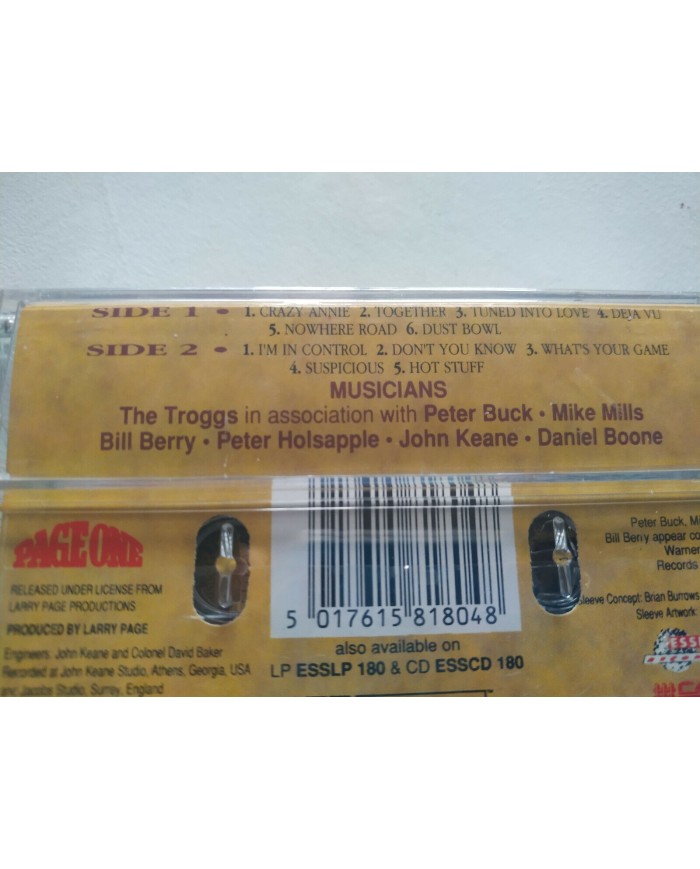 SIDE 1 • 1. CRAZY ANNIE 2. TOGETHER 3. TUNED INTO LOVE 4. DEJA VU
5. NOWHERE ROAD 6. DUST BOWL
SIDE 2 • 1. I'M IN CONTROL 2. DON'T YOU KNOW 3. WHAT'S YOUR GAME
4. SUSPICIOUS 5. HOT STUFF
MUSICIANS
The Troggs in association with Peter Buck • Mike Mills
Bill Berry • Peter Holsapple • John Keane • Daniel Boone
PAGE ONE
RELEASED UNDER LICENSE FROM
LARRY PAGE PRODUCTIONS
PRODUCED BY LARRY PAGE
Engineers: John Keane and Colonel David Baker
Recorded at John Keane Studio, Athens, Georgia, USA
and Jacobs Studio, Surrey, England
5 017615 818048
also available on
LP ESSLP 180 & CD ESSCD 180
Peter Buck, Mi
Bill Berry appear co
Warner
Records
Sleeve Concept: Brian Burrows
Sleeve Artwork:
ESSE